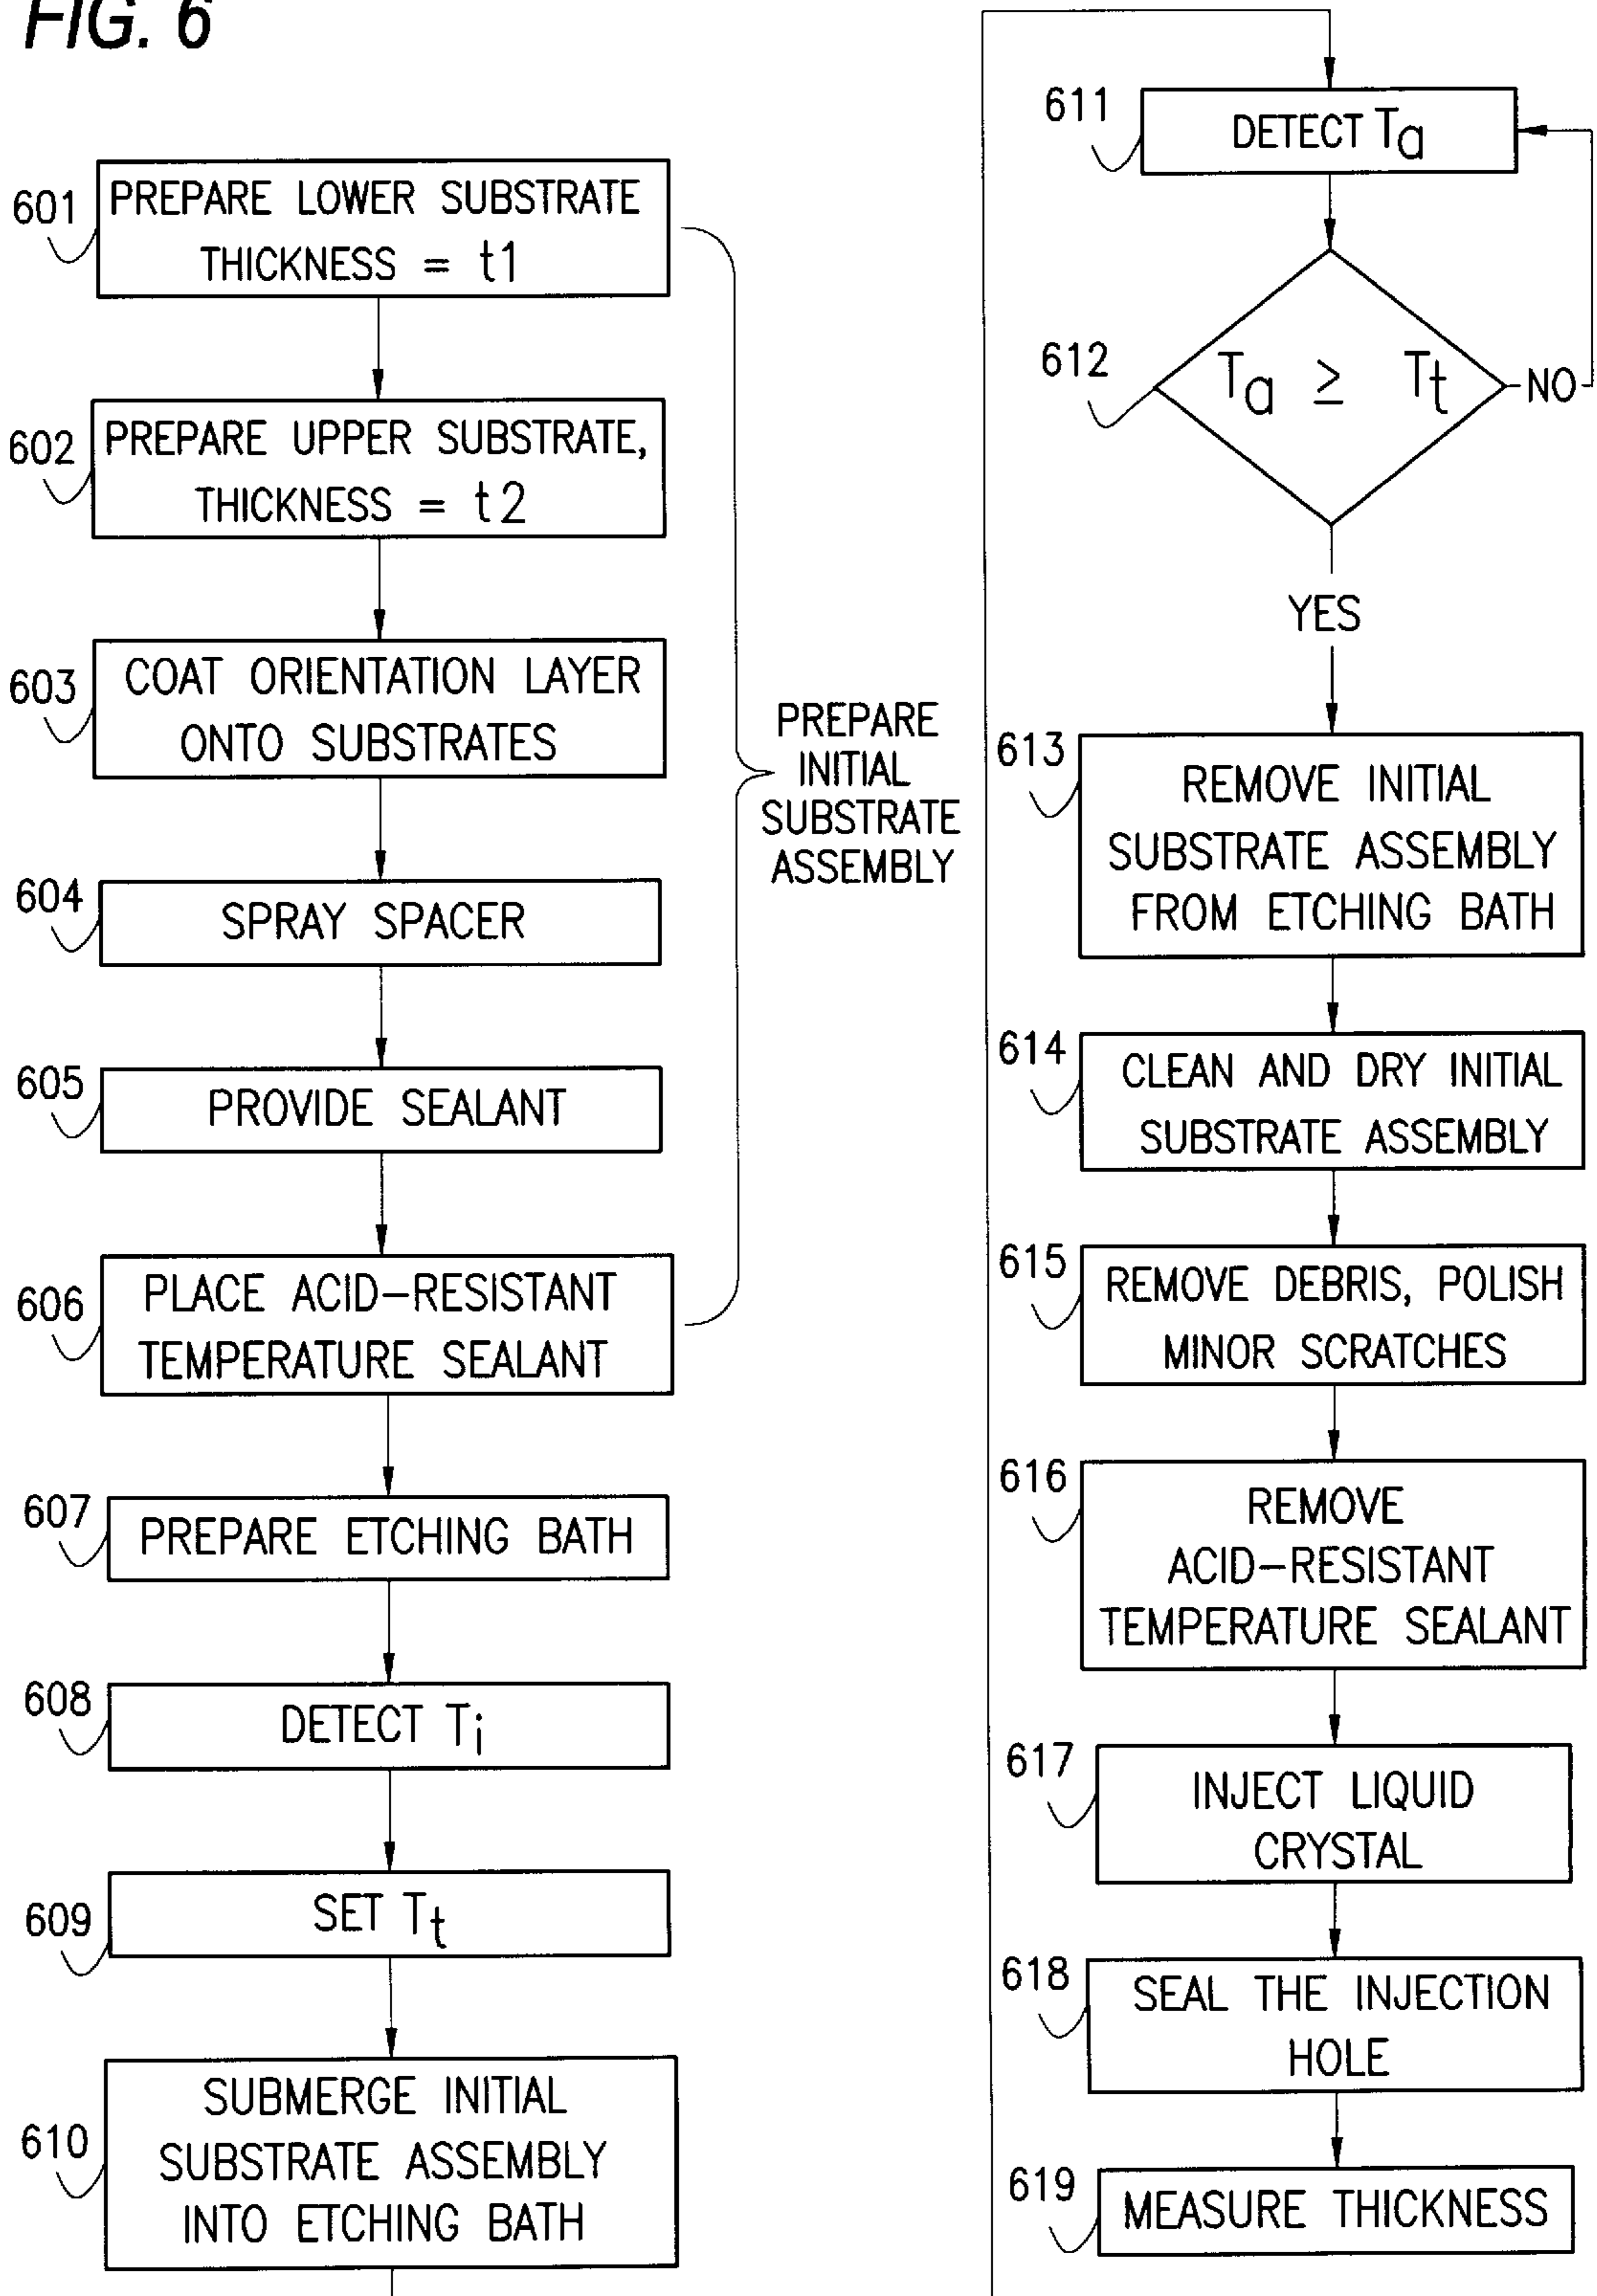 FIG. 6
601
PREPARE LOWER SUBSTRATE
THICKNESS = t1
602
PREPARE UPPER SUBSTRATE,
THICKNESS = t2
603
COAT ORIENTATION LAYER
ONTO SUBSTRATES
604
SPRAY SPACER
605
PROVIDE SEALANT
606
PLACE ACID-RESISTANT
TEMPERATURE SEALANT
PREPARE
INITIAL
SUBSTRATE
ASSEMBLY
607
PREPARE ETCHING BATH
608
DETECT Ti
609
SET Tt
610
SUBMERGE INITIAL
SUBSTRATE ASSEMBLY
INTO ETCHING BATH
611
DETECT Ta
612
Ta ≥ Tt
NO
YES
613
REMOVE INITIAL
SUBSTRATE ASSEMBLY
FROM ETCHING BATH
614
CLEAN AND DRY INITIAL
SUBSTRATE ASSEMBLY
615
REMOVE DEBRIS, POLISH
MINOR SCRATCHES
616
REMOVE
ACID-RESISTANT
TEMPERATURE SEALANT
617
INJECT LIQUID
CRYSTAL
618
SEAL THE INJECTION
HOLE
619
MEASURE THICKNESS